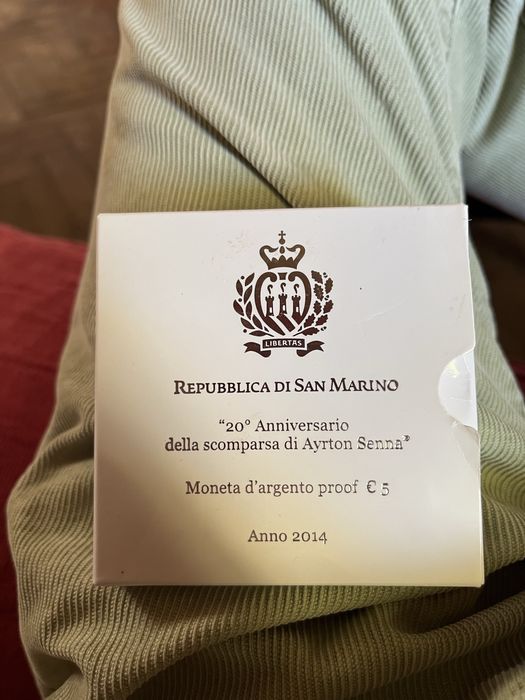 LIBERTAS
REPUBBLICA DI SAN MARINO
"20° Anniversario
della scomparsa di Ayrton Senna"
Moneta d'argento proof € 5
Anno 2014